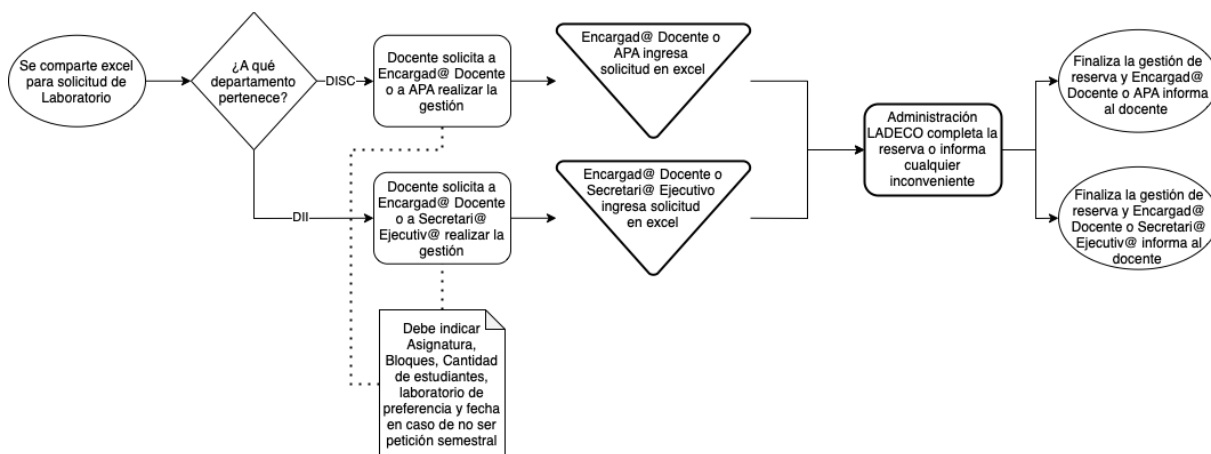 Se comparte excel
para solicitud de
Laboratorio
¿A qué
departamento
pertenece?
DISC
Docente solicita a
Encargad@ Docente
o a APA realizar la
gestión
Encargad@ Docente o
APA ingresa
solicitud en excel
DII
Docente solicita a
Encargad@ Docente
o a Secretari@
Ejecutiv@ realizar la
gestión
Encargad@ Docente o
Secretari@ Ejecutivo
ingresa solicitud
en excel
Debe indicar
Asignatura,
Bloques, Cantidad
de estudiantes,
laboratorio de
preferencia y fecha
en caso de no ser
petición semestral
Administración
LADECO completa la
reserva o informa
cualquier
inconveniente
Finaliza la gestión de
reserva y Encargad@
Docente o APA informa
al docente
Finaliza la gestión de
reserva y Encargad@
Docente o Secretari@
Ejecutiv@ informa al
docente